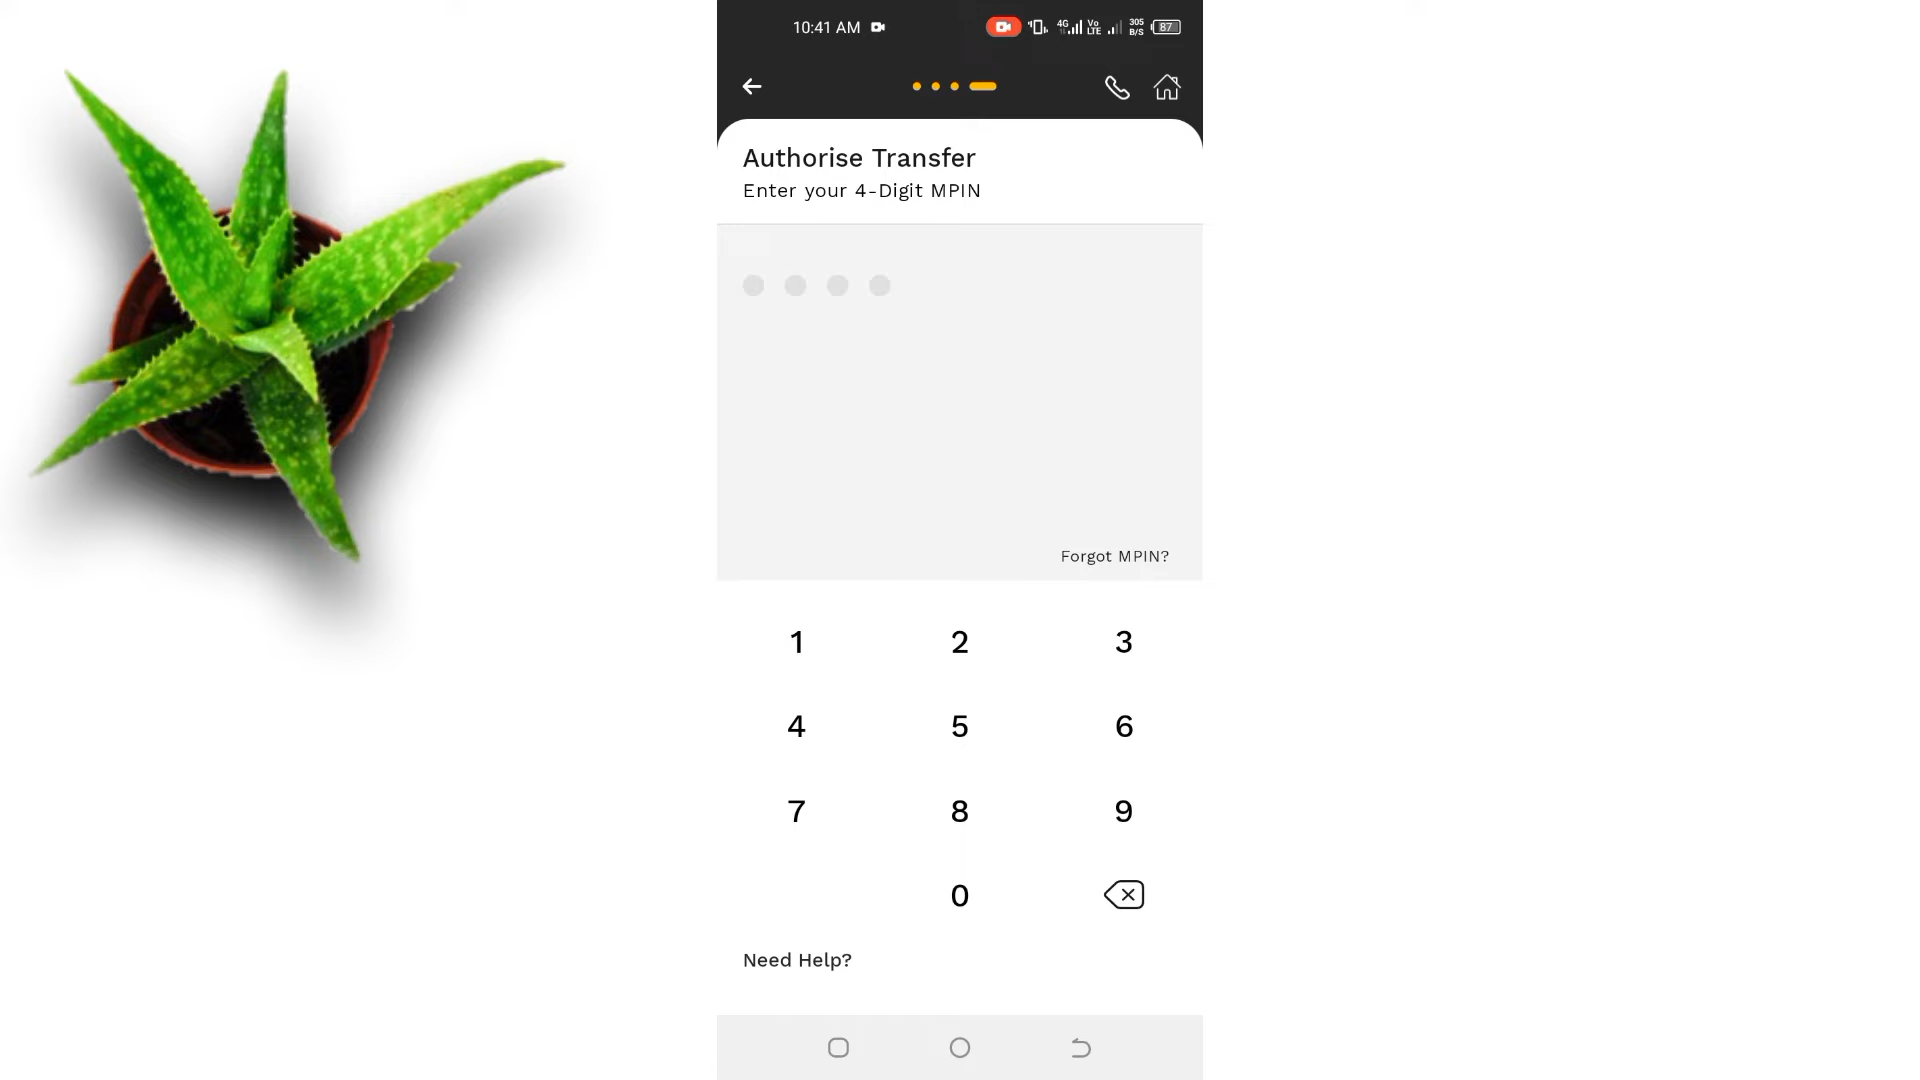 10:41 AM
4G
Vo
LTE
305
B/S
87
Authorise Transfer
Enter your 4-Digit MPIN
Forgot MPIN?
1 2 3
4 5 6
7 8 9
0
Need Help?